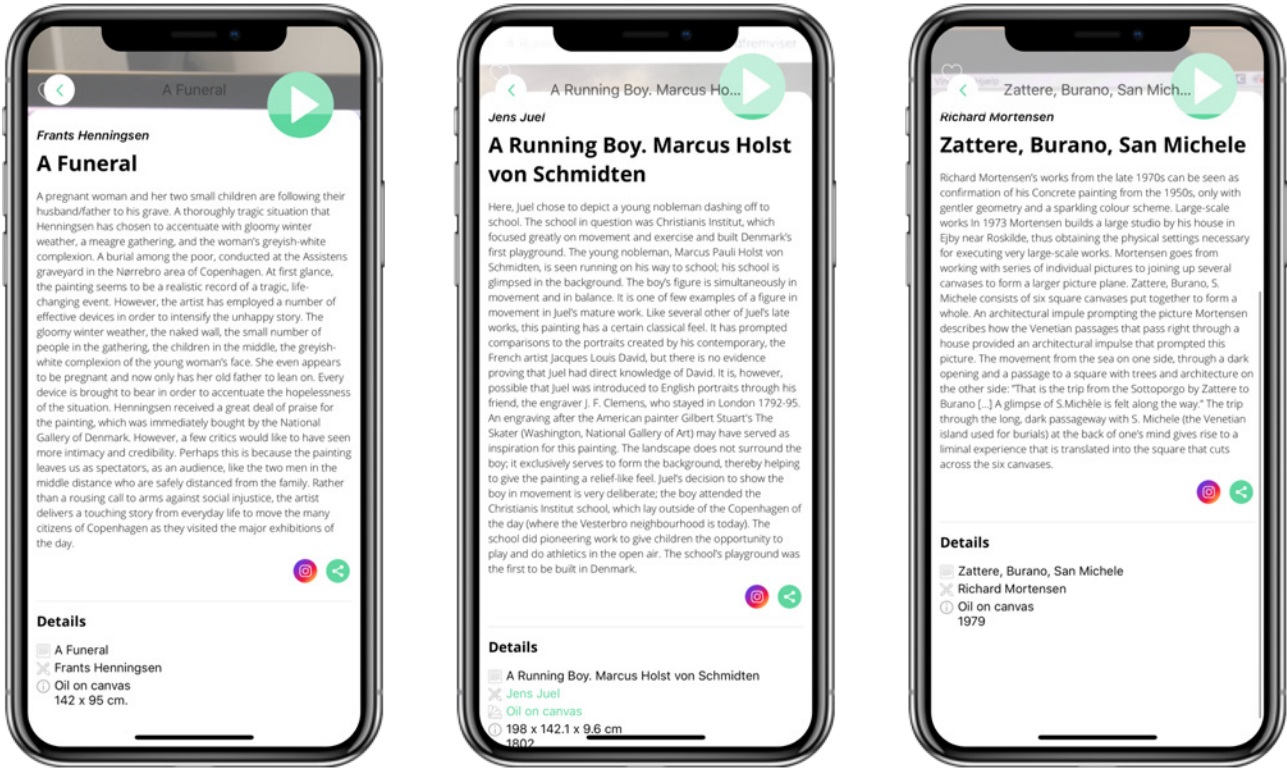 A Funeral
Frants Henningsen
A Funeral
A pregnant woman and her two small children are following their
husband/father to his grave. A thoroughly tragic situation that
Henningsen has chosen to accentuate with gloomy winter
weather, a meagre gathering, and the woman's greyish-white
complexion. A burial among the poor, conducted at the Assistens
graveyard in the Nørrebro area of Copenhagen. At first glance,
the painting seems to be a realistic record of a tragic, life-
changing event. However, the artist has employed a number of
effective devices in order to intensify the unhappy story. The
gloomy winter weather, the naked wall, the small number of
people in the gathering, the children in the middle, the greyish-
white complexion of the young woman's face. She even appears
to be pregnant and now only has her old father to lean on. Every
device is brought to bear in order to accentuate the hopelessness
of the situation. Henningsen received a great deal of praise for
the painting, which was immediately bought by the National
Gallery of Denmark. However, a few critics would like to have seen
more intimacy and credibility. Perhaps this is because the painting
leaves us as spectators, as an audience, like the two men in the
middle distance who are safely distanced from the family. Rather
than a rousing call to arms against social injustice, the artist
delivers a touching story from everyday life to move the many
citizens of Copenhagen as they visited the major exhibitions of
the day.
Details
A Funeral
Frants Henningsen
Oil on canvas
142 x 95 cm.
A Running Boy. Marcus Ho...
Jens Juel
A Running Boy. Marcus Holst
von Schmidten
Here, Juel chose to depict a young nobleman dashing off to
school. The school in question was Christianis Institut, which
focused greatly on movement and exercise and built Denmark's
first playground. The young nobleman, Marcus Pauli Holst von
Schmidten, is seen running on his way to school; his school is
glimpsed in the background. The boy's figure is simultaneously in
movement and in balance. It is one of few examples of a figure in
movement in Juel's mature work. Like several other of Juel's late
works, this painting has a certain classical feel. It has prompted
comparisons to the portraits created by his contemporary, the
French artist Jacques Louis David, but there is no evidence
proving that Juel had direct knowledge of David. It is, however,
possible that Juel was introduced to English portraits through his
friend, the engraver J. F. Clemens, who stayed in London 1792-95.
An engraving after the American painter Gilbert Stuart's The
Skater (Washington, National Gallery of Art) may have served as
inspiration for this painting. The landscape does not surround the
boy; it exclusively serves to form the background, thereby helping
to give the painting a relief-like feel. Juel's decision to show the
boy in movement is very deliberate; the boy attended the
Christianis Institut school, which lay outside of the Copenhagen of
the day (where the Vesterbro neighbourhood is today). The
school did pioneering work to give children the opportunity to
play and do athletics in the open air. The school's playground was
the first to be built in Denmark.
Details
A Running Boy. Marcus Holst von Schmidten
Jens Juel
Oil on canvas
198 x 142.1 x 9.6 cm
1802
Zattere, Burano, San Mich...
Richard Mortensen
Zattere, Burano, San Michele
Richard Mortensen's works from the late 1970s can be seen as
confirmation of his Concrete painting from the 1950s, only with
gentler geometry and a sparkling colour scheme. Large-scale
works In 1973 Mortensen builds a large studio by his house in
Ejby near Roskilde, thus obtaining the physical settings necessary
for executing very large-scale works. Mortensen goes from
working with series of individual pictures to joining up several
canvases to form a larger picture plane. Zattere, Burano, S.
Michele consists of six square canvases put together to form a
whole. An architectural impule prompting the picture Mortensen
describes how the Venetian passages that pass right through a
house provided an architectural impulse that prompted this
picture. The movement from the sea on one side, through a dark
opening and a passage to a square with trees and architecture on
the other side: "That is the trip from the Sottoporgo by Zattere to
Burano [...] A glimpse of S.Michèle is felt along the way." The trip
through the long, dark passageway with S. Michele (the Venetian
island used for burials) at the back of one's mind gives rise to a
liminal experience that is translated into the square that cuts
across the six canvases.
Details
Zattere, Burano, San Michele
Richard Mortensen
Oil on canvas
1979